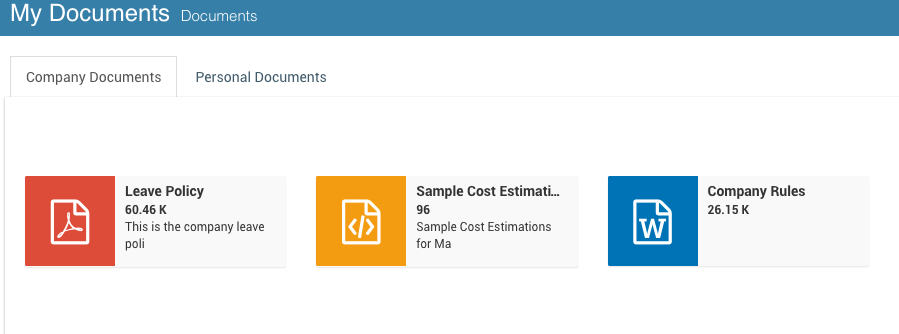 My Documents Documents
Company Documents Personal Documents
Leave Policy
60.46 K
This is the company leave
poli
Sample Cost Estimati...
96
Sample Cost Estimations
for Ma
W
Company Rules
26.15 K